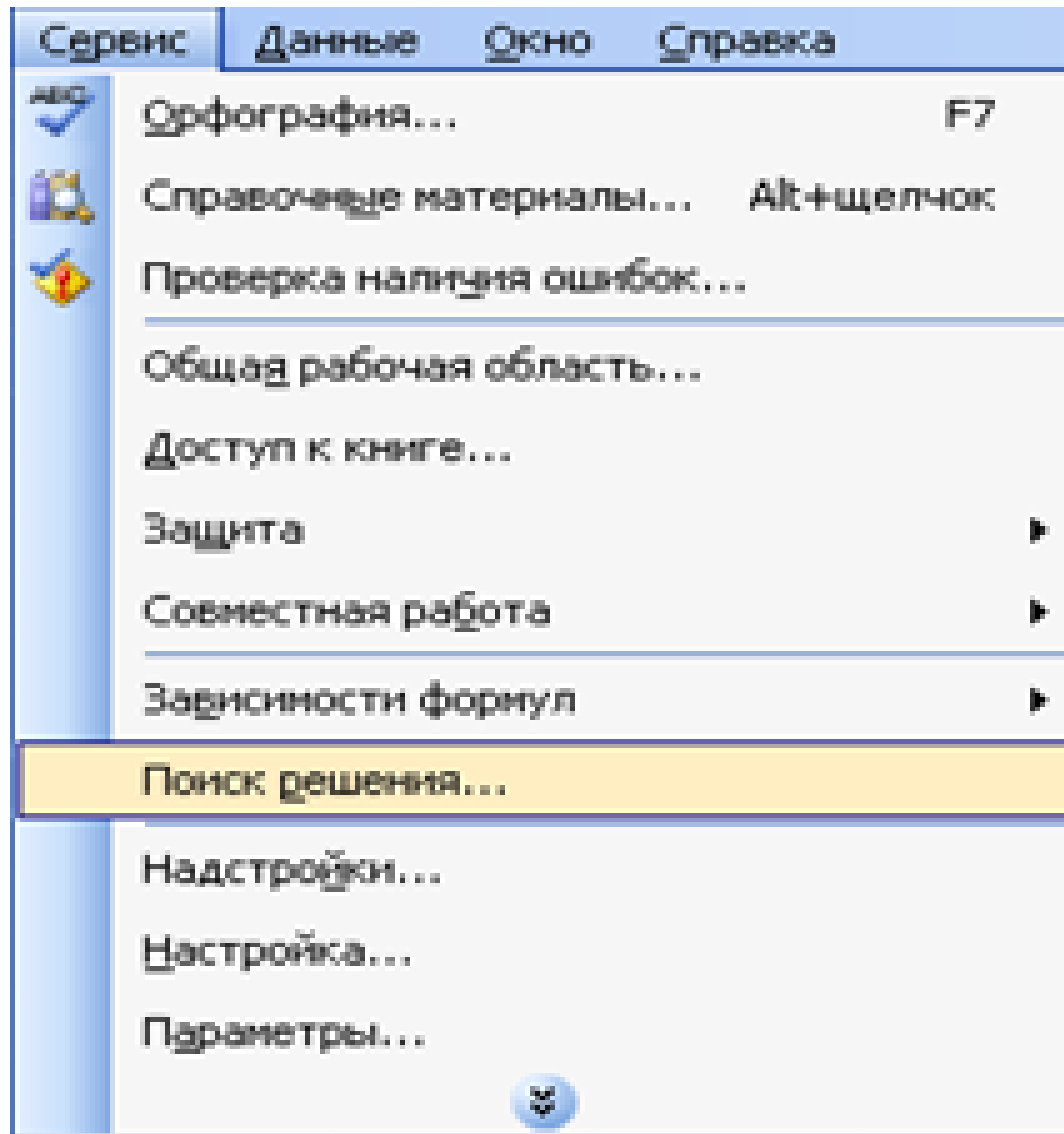 Сервис Данные Окно Справка
ABC
Орфография... F7
Справочные материалы... Alt+щелчок
Проверка наличия ошибок...
Общая рабочая область...
Доступ к книге...
Защита
Совместная работа
Зависимости формул
Поиск решения...
Надстройки...
Настройка...
Параметры...